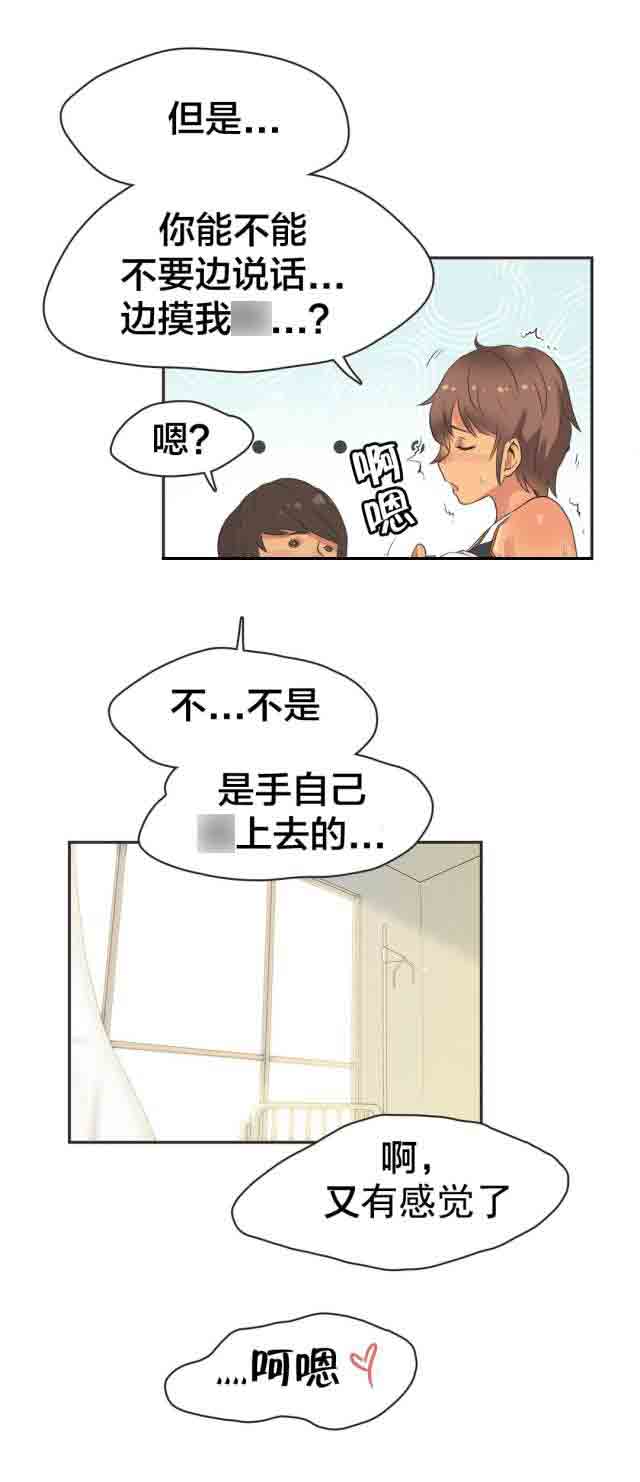 但是...
你能不能
不要边说话...
边摸我...?
嗯?
啊
嗯
不...不是
是手自己
上去的...
啊,
又有感觉了
....呵嗯